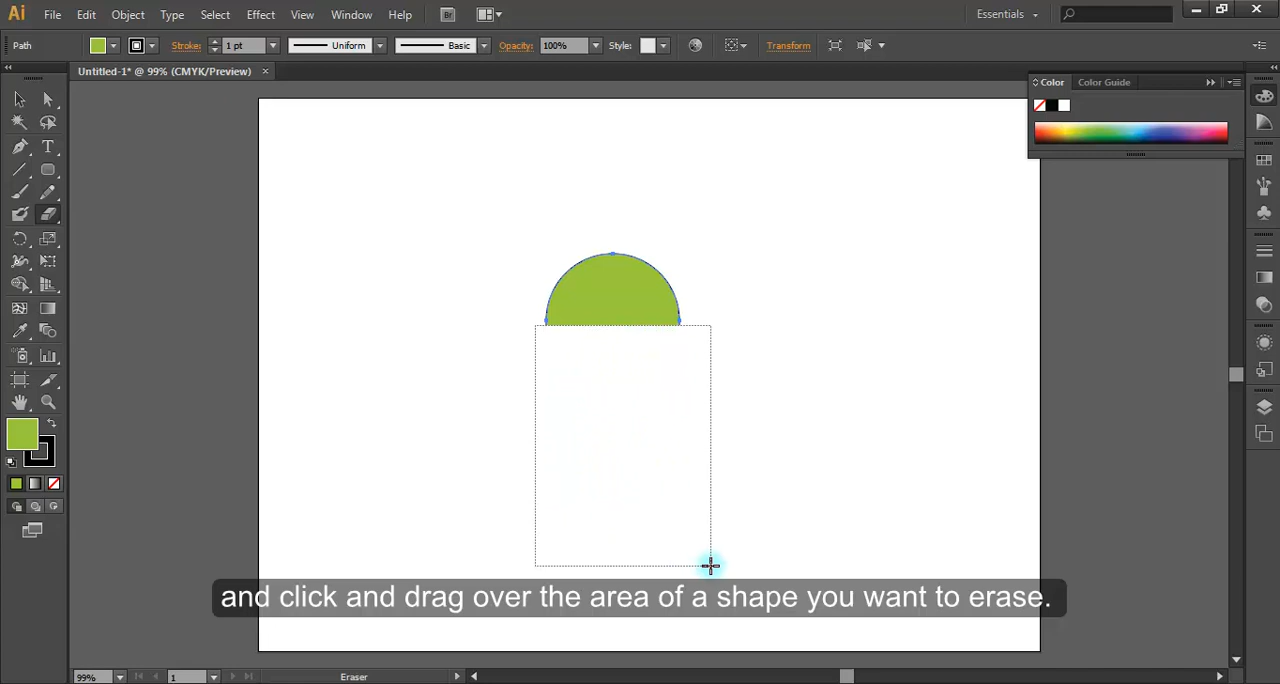 Ai File Edit Object Type Select Effect View Window Help Br Essentials
Path Stroke: 1 pt Uniform Basic Opacity: 100% Style: Transform
Untitled-1* @ 99% (CMYK/Preview)
Color Color Guide
T
and click and drag over the area of a shape you want to erase.
99% 1 Eraser